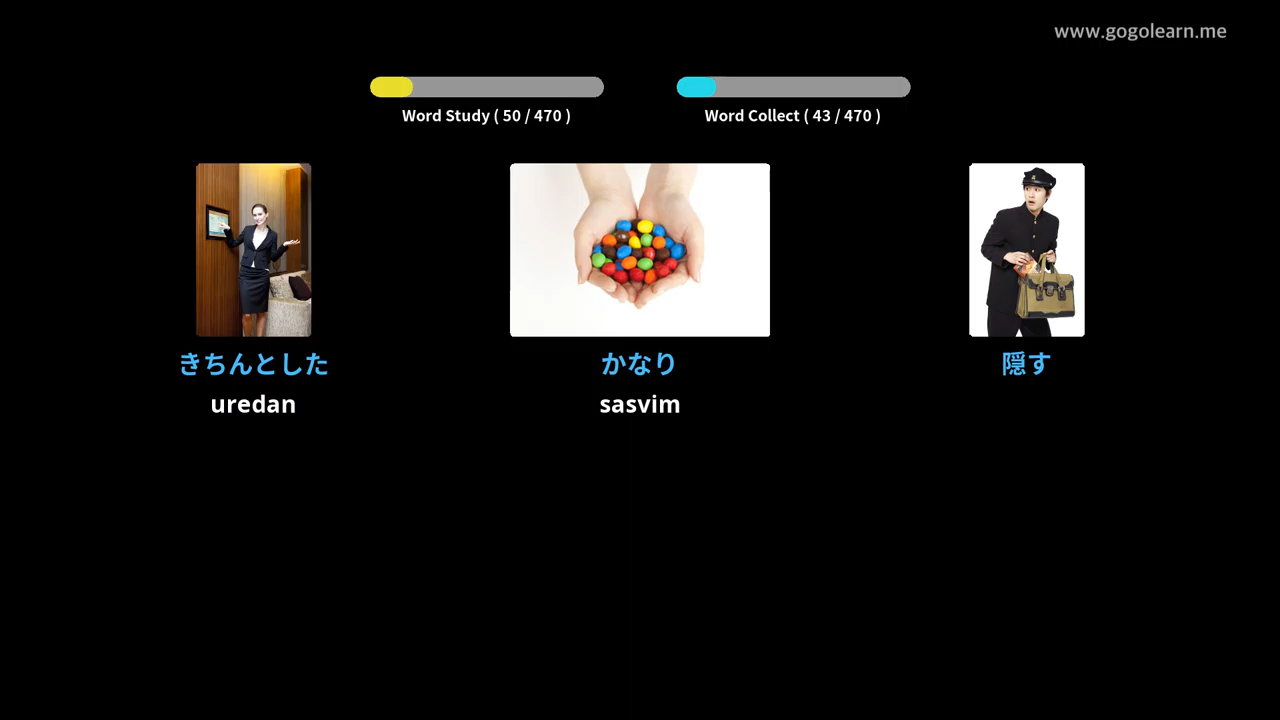 www.gogolearn.me
Word Study ( 50 / 470 )
Word Collect ( 43 / 470 )
きちんとした
かなり
隠す
uredan
sasvim